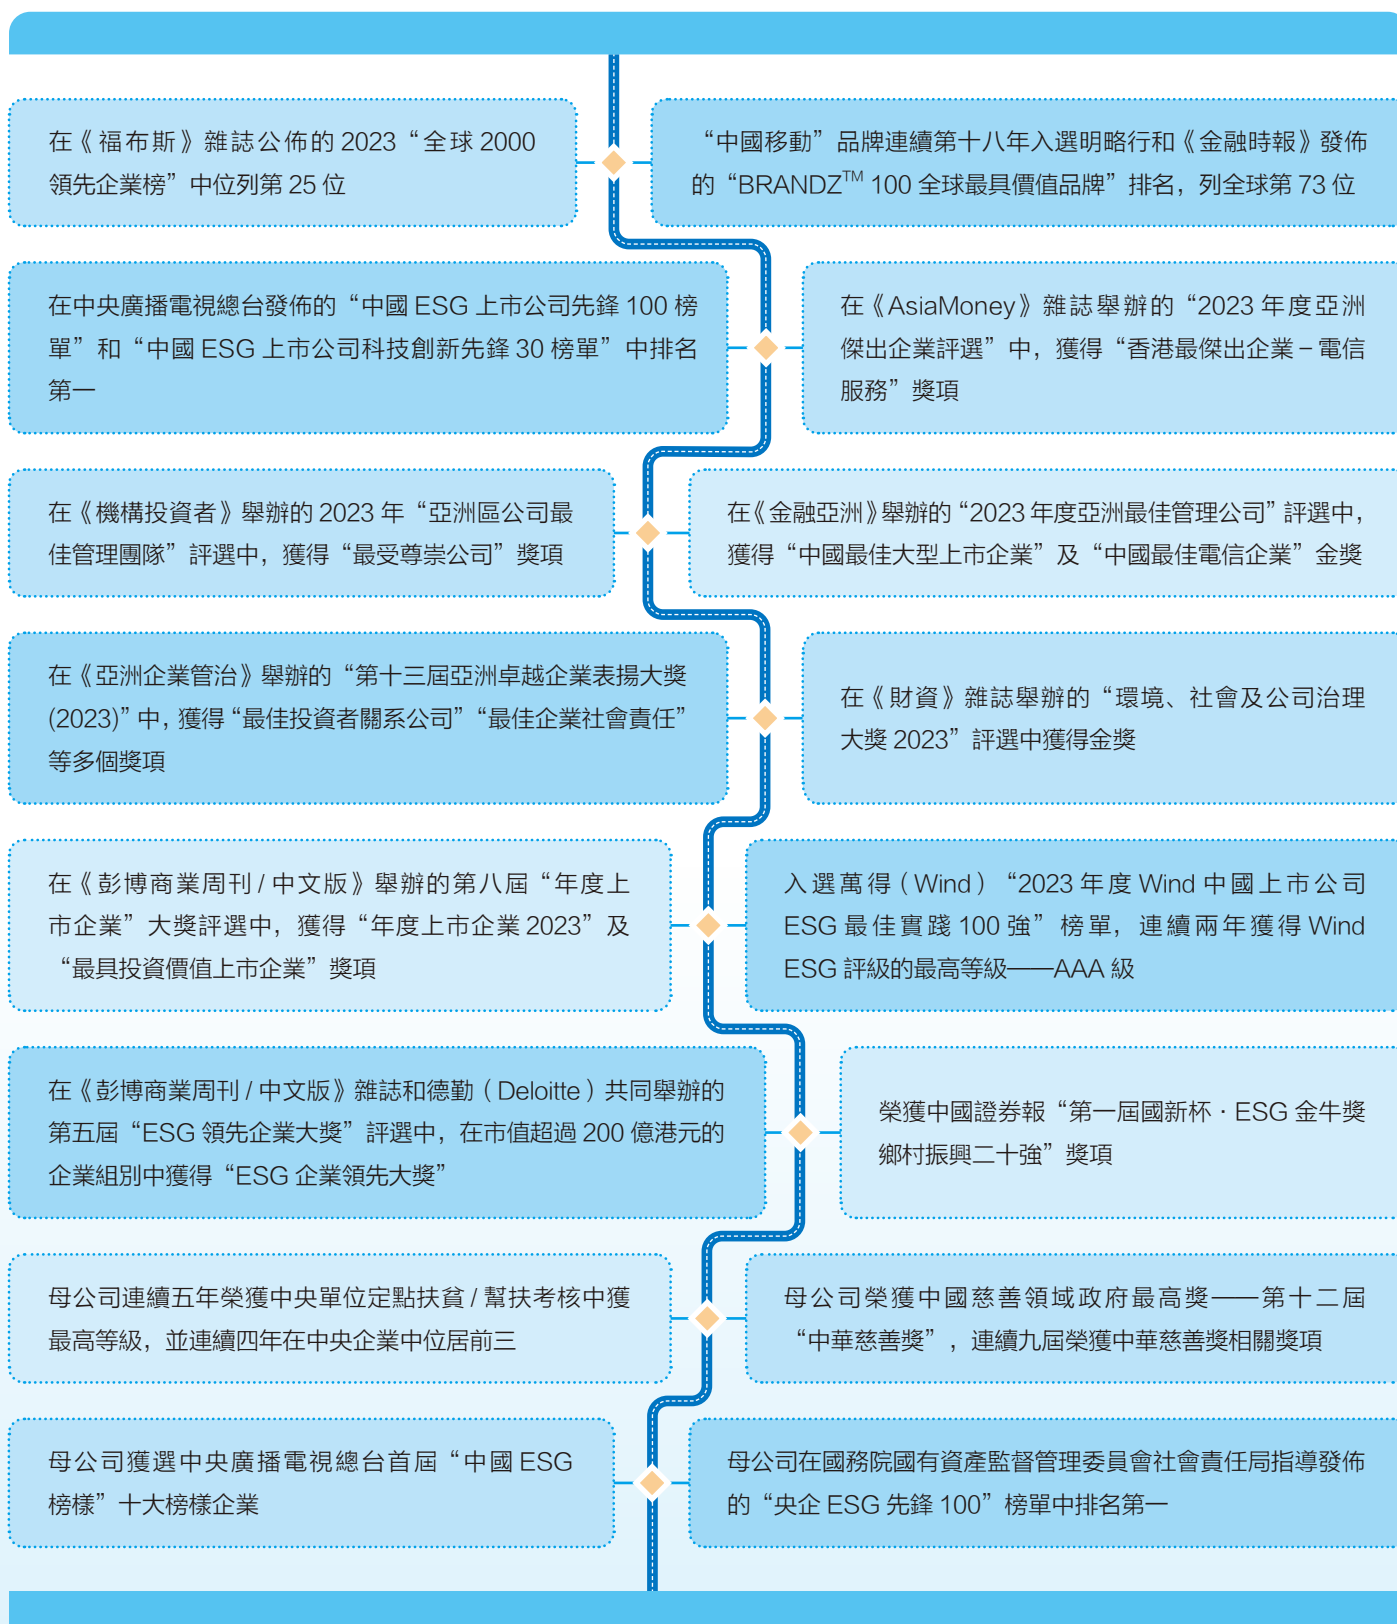 在《福布斯》雜誌公佈的 2023“全球 2000
領先企業榜”中位列第 25 位
“中國移動”品牌連續第十八年入選明略行和《金融時報》發佈
的“BRANDZ™ 100 全球最具價值品牌”排名，列全球第 73 位
在中央廣播電視總台發佈的“中國 ESG 上市公司先鋒 100 榜
單”和“中國 ESG 上市公司科技創新先鋒 30 榜單”中排名
第一
在《AsiaMoney》雜誌舉辦的“2023 年度亞洲
傑出企業評選”中，獲得“香港最傑出企業－電信
服務”獎項
在《機構投資者》舉辦的 2023 年“亞洲區公司最
佳管理團隊”評選中，獲得“最受尊崇公司”獎項
在《金融亞洲》舉辦的“2023 年度亞洲最佳管理公司”評選中，
獲得“中國最佳大型上市企業”及“中國最佳電信企業”金獎
在《亞洲企業管治》舉辦的“第十三屆亞洲卓越企業表揚大獎
(2023)”中，獲得“最佳投資者關系公司”“最佳企業社會責任”
等多個獎項
在《財資》雜誌舉辦的“環境、社會及公司治理
大獎 2023”評選中獲得金獎
在《彭博商業周刊 / 中文版》舉辦的第八屆“年度上
市企業”大獎評選中，獲得“年度上市企業 2023”及
“最具投資價值上市企業”獎項
入選萬得（Wind）“2023 年度 Wind 中國上市公司
ESG 最佳實踐 100 強”榜單，連續兩年獲得 Wind
ESG 評級的最高等級——AAA 級
在《彭博商業周刊 / 中文版》雜誌和德勤（Deloitte）共同舉辦的
第五屆“ESG 領先企業大獎”評選中，在市值超過 200 億港元的
企業組別中獲得“ESG 企業領先大獎”
榮獲中國證券報“第一屆國新杯·ESG 金牛獎
鄉村振興二十強”獎項
母公司連續五年榮獲中央單位定點扶貧 / 幫扶考核中獲
最高等級，並連續四年在中央企業中位居前三
母公司榮獲中國慈善領域政府最高獎——第十二屆
“中華慈善獎”，連續九屆榮獲中華慈善獎相關獎項
母公司獲選中央廣播電視總台首屆“中國 ESG
榜樣”十大榜樣企業
母公司在國務院國有資產監督管理委員會社會責任局指導發佈
的“央企 ESG 先鋒 100”榜單中排名第一